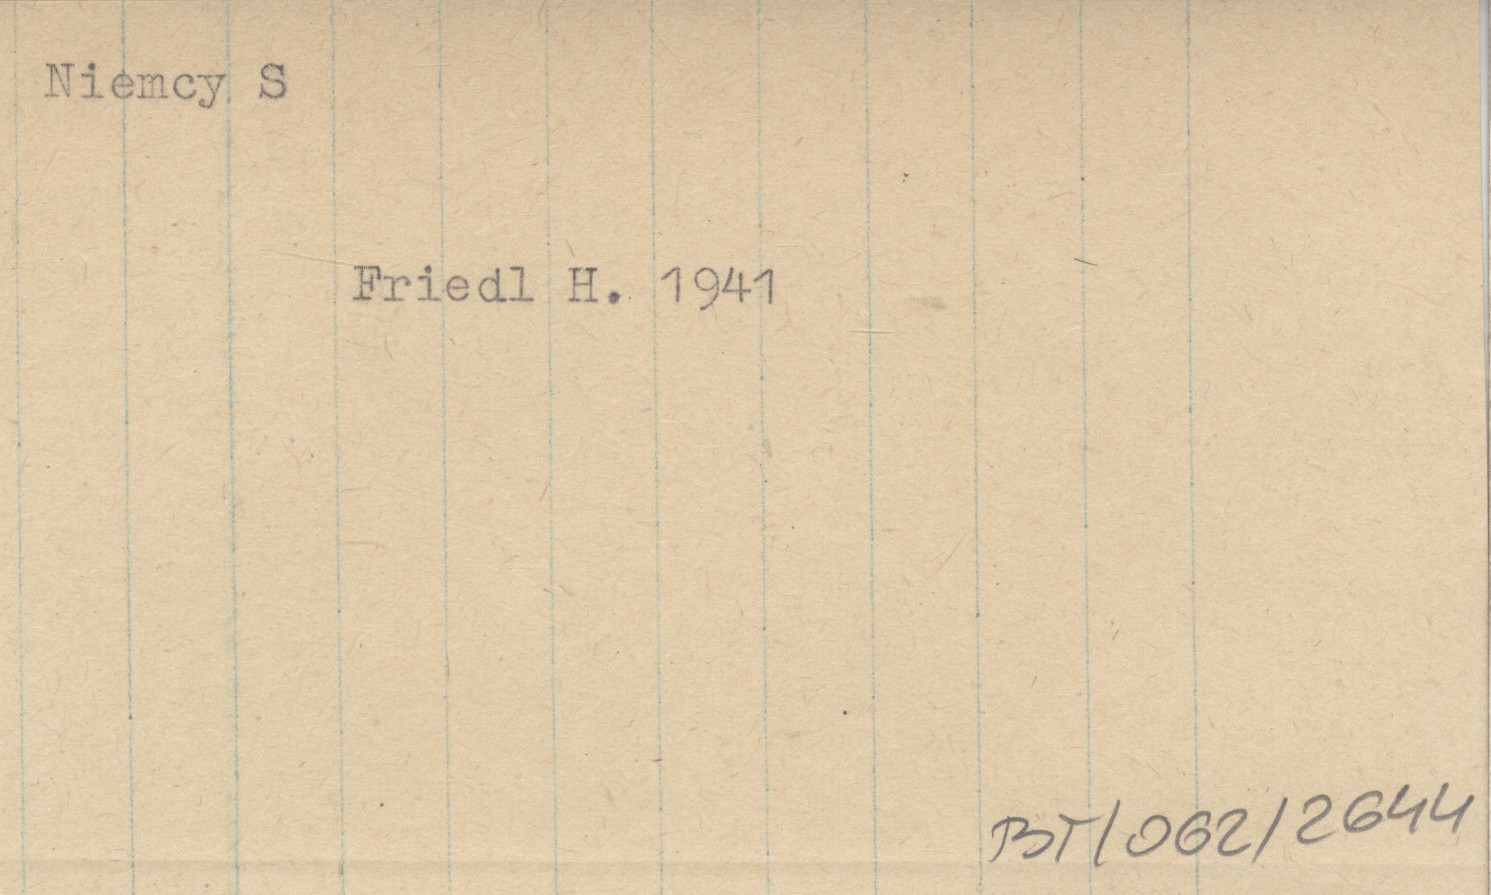 Niemcy S
Friedl H. 1941
BT/062/2644